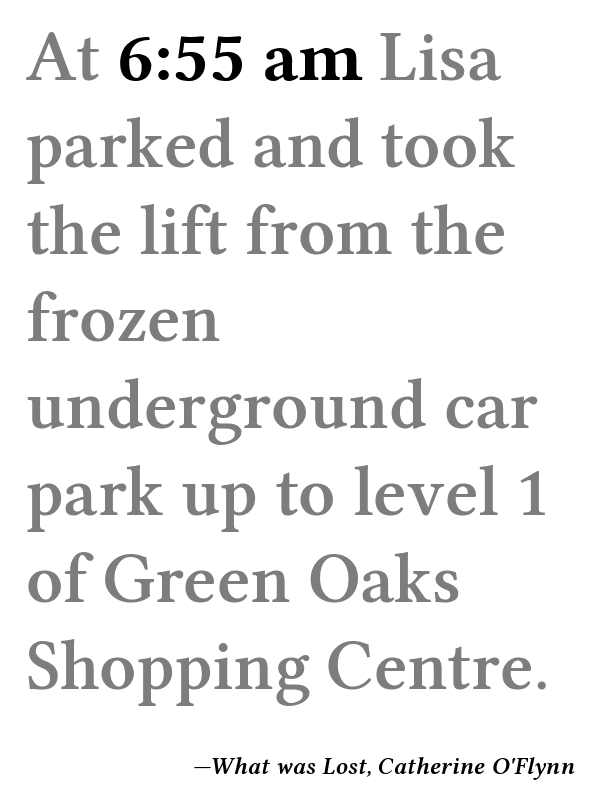 At 6:55 am Lisa
parked and took
the lift from the
frozen
underground car
park up to level 1
of Green Oaks
Shopping Centre.
—What was Lost, Catherine O'Flynn